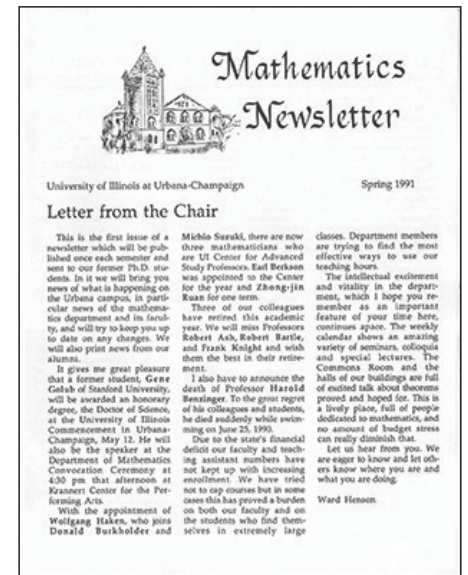 Mathematics
Newsletter
University of Illinois at Urbana-Champaign
Spring 1991
Letter from the Chair
This is the first issue of a
newsletter which will be pub-
lished once each semester and
sent to our former Ph.D. stu-
dents. In it we will bring you
news of what is happening on
the Urbana campus, in parti-
cular news of the mathema-
tics department and its facul-
ty, and will try to keep you up
to date on any changes. We
will also print news from our
alumni.
It gives me great pleasure
that a former student, Gene
Golub of Stanford University,
will be awarded an honorary
degree, the Doctor of Science,
at the University of Illinois
Commencement in Urbana-
Champaign, May 12. He will
also be the speaker at the
Department of Mathematics
Convocation Ceremony at
4:30 pm that afternoon at
Krannert Center for the Per-
forming Arts.
With the appointment of
Wolfgang Haken, who joins
Donald Burkholder and
Michio Suzuki, there are now
three mathematicians who
are UI Center for Advanced
Study Professors. Earl Berkson
was appointed to the Center
for the year and Zhong-jin
Ruan for one term.
Three of our colleagues
have retired this academic
year. We will miss Professors
Robert Ash, Robert Bartle,
and Frank Knight and wish
them the best in their retire-
ment.
I also have to announce the
death of Professor Harold
Benzinger. To the great regret
of his colleagues and students,
he died suddenly while swim-
ming on June 25, 1990.
Due to the state's financial
deficit our faculty and teach-
ing assistant numbers have
not kept up with increasing
enrollment. We have tried
not to cap courses but in some
cases this has proved a burden
on both our faculty and on
the students who find them-
selves in extremely large
classes. Department members
are trying to find the most
effective ways to use our
teaching hours.
The intellectual excitement
and vitality in the depart-
ment, which I hope you re-
member as an important
feature of your time here,
continues apace. The weekly
calendar shows an amazing
variety of seminars, colloquia
and special lectures. The
Commons Room and the
halls of our buildings are full
of excited talk about theorems
proved and hoped for. This is
a lively place, full of people
dedicated to mathematics, and
no amount of budget stress
can really diminish that.
Let us hear from you. We
are eager to know and let oth-
ers know where you are and
what you are doing.
Ward Henson